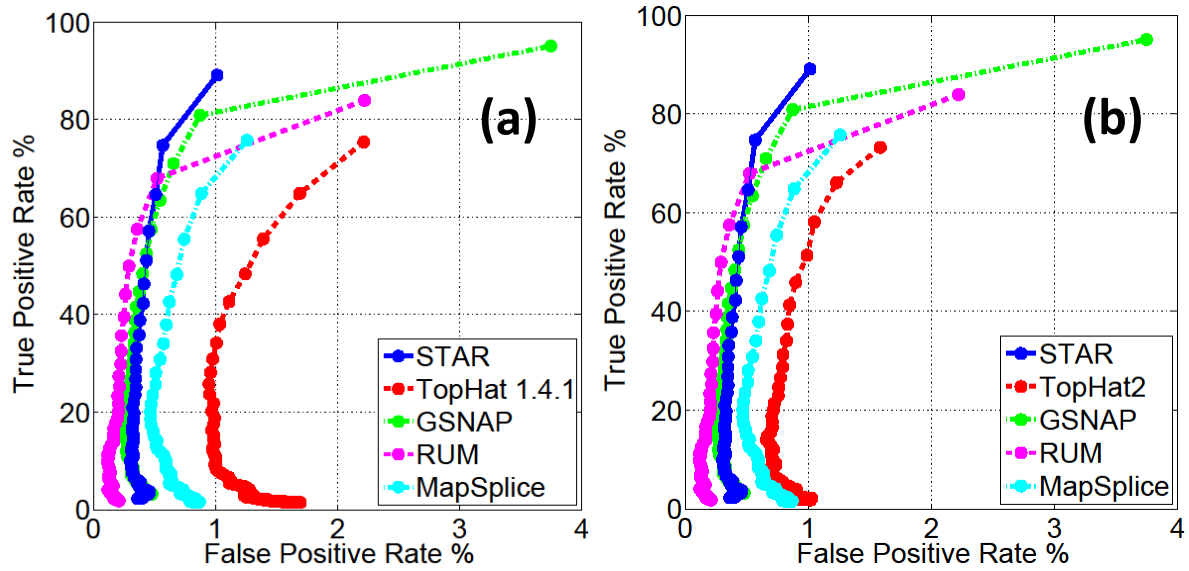 100
80
60
40
20
0
True Positive Rate %
(a)
STAR
TopHat 1.4.1
GSNAP
RUM
MapSplice
0 1 2 3 4
False Positive Rate %
100
80
60
40
20
0
True Positive Rate %
(b)
STAR
TopHat2
GSNAP
RUM
MapSplice
0 1 2 3 4
False Positive Rate %